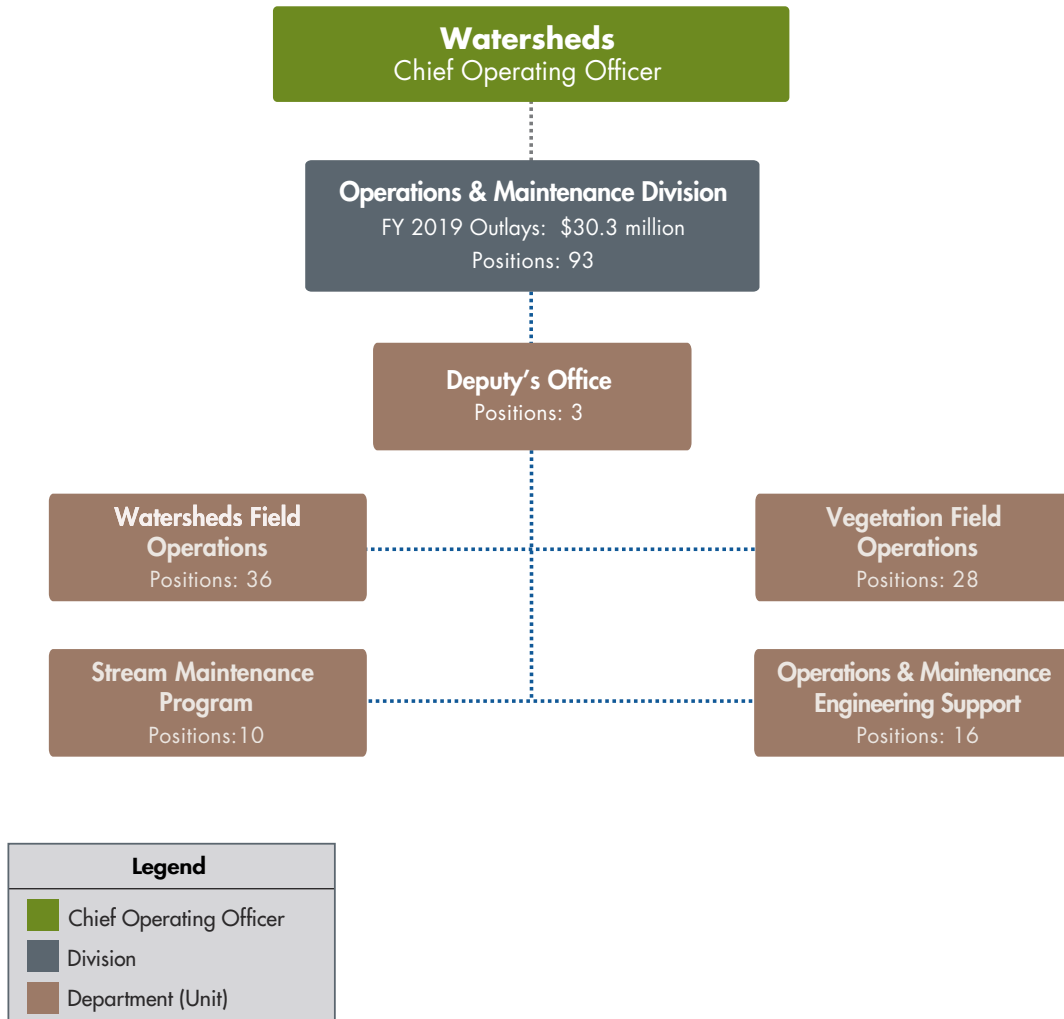 Watersheds
Chief Operating Officer
Operations & Maintenance Division
FY 2019 Outlays:  $30.3 million
Positions: 93
Deputy’s Office
Positions: 3
Watersheds Field
Operations
Positions: 36
Vegetation Field
Operations
Positions: 28
Stream Maintenance
Program
Positions:10
Operations & Maintenance
Engineering Support
Positions: 16
Legend
Chief Operating Officer
Division
Department (Unit)